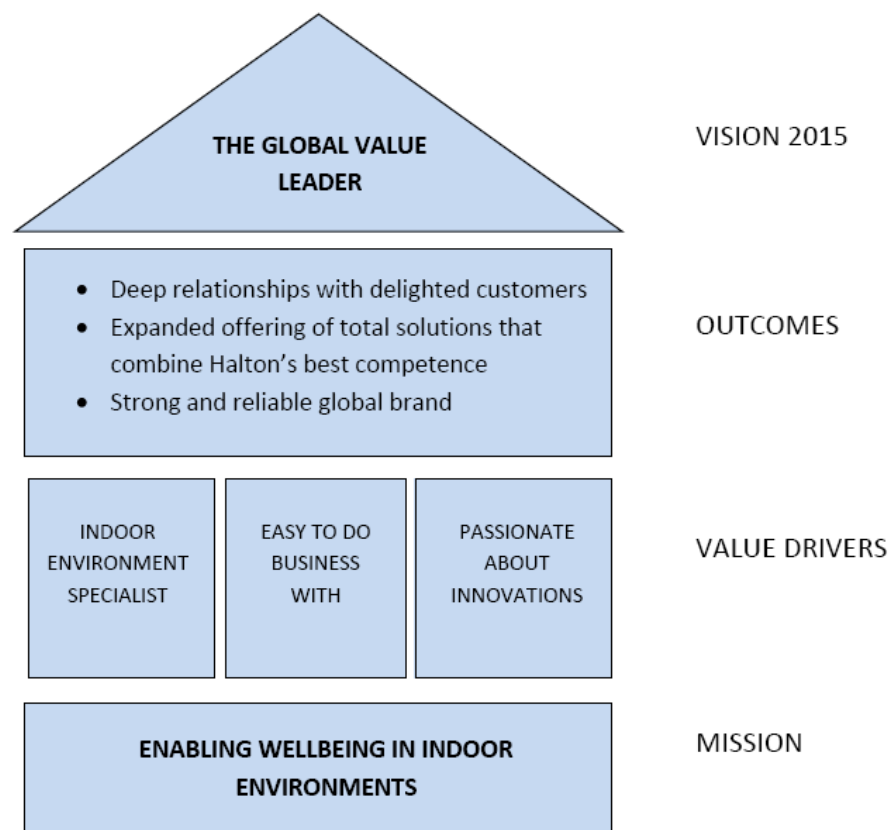 THE GLOBAL VALUE
LEADER
VISION 2015
• Deep relationships with delighted customers
• Expanded offering of total solutions that
combine Halton's best competence
• Strong and reliable global brand
OUTCOMES
INDOOR
ENVIRONMENT
SPECIALIST
EASY TO DO
BUSINESS
WITH
PASSIONATE
ABOUT
INNOVATIONS
VALUE DRIVERS
ENABLING WELLBEING IN INDOOR
ENVIRONMENTS
MISSION